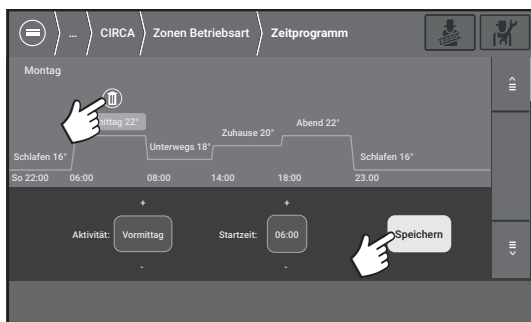 … CIRCA Zonen Betriebsart Zeitprogramm
Montag
22°
Zuhause 20° Abend 22°
Unterwegs 18°
Schlafen 16° Schlafen 16°
So 22:00 06:00 08:00 14:00 18:00 23.00
+ +
Aktivität: Vormittag Startzeit: 06:00 Speichern
- -